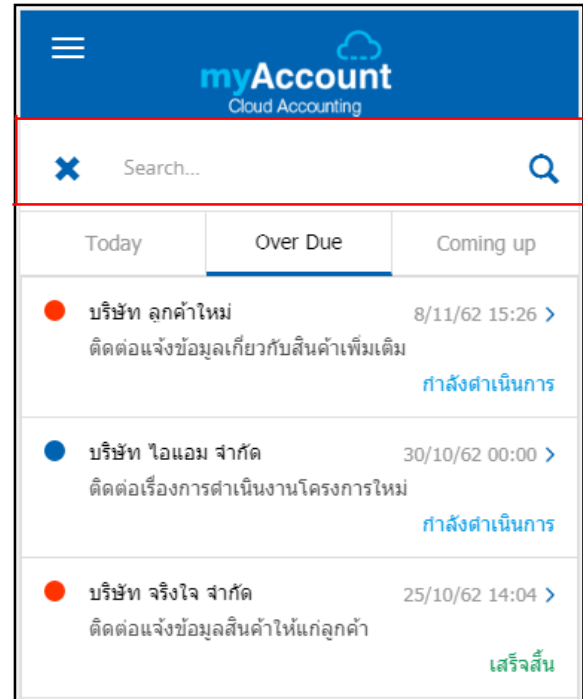 myAccount
Cloud Accounting
Search...
Today Over Due Coming up
บริษัท ลูกค้าใหม่ 8/11/62 15:26
ติดต่อแจ้งข้อมูลเกี่ยวกับสินค้าเพิ่มเติม
กำลังดำเนินการ
บริษัท ไอแอม จำกัด 30/10/62 00:00
ติดต่อเรื่องการดำเนินงานโครงการใหม่
กำลังดำเนินการ
บริษัท จริงใจ จำกัด 25/10/62 14:04
ติดต่อแจ้งข้อมูลสินค้าให้แก่ลูกค้า
เสร็จสิ้น